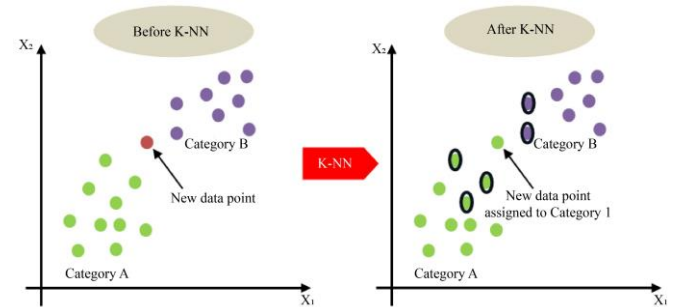 Before K-NN
X₂
Category B
New data point
Category A
X₁
K-NN
After K-NN
X₂
Category B
New data point
assigned to Category 1
Category A
X₁